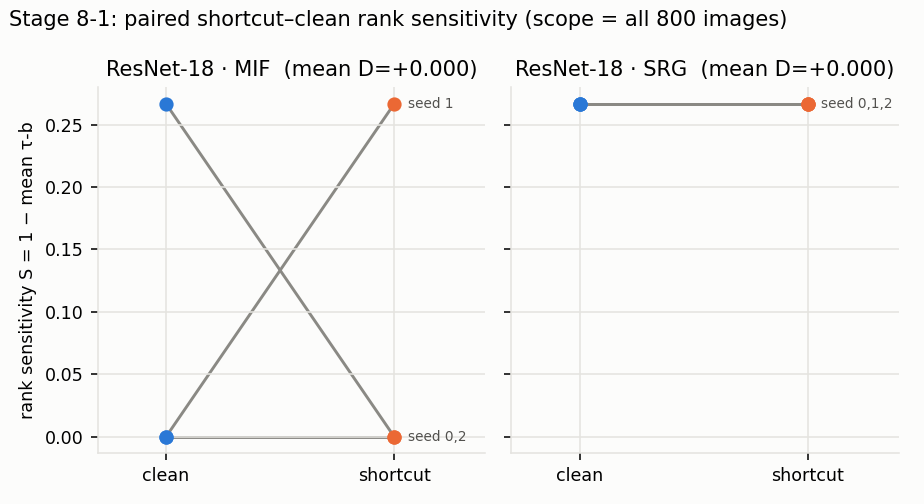 Stage 8-1: paired shortcut–clean rank sensitivity (scope = all 800 images)
ResNet-18 · MIF  (mean D=+0.000)
ResNet-18 · SRG  (mean D=+0.000)
rank sensitivity S = 1 − mean τ-b
0.25
0.20
0.15
0.10
0.05
0.00
seed 1
seed 0,2
seed 0,1,2
clean
shortcut
clean
shortcut